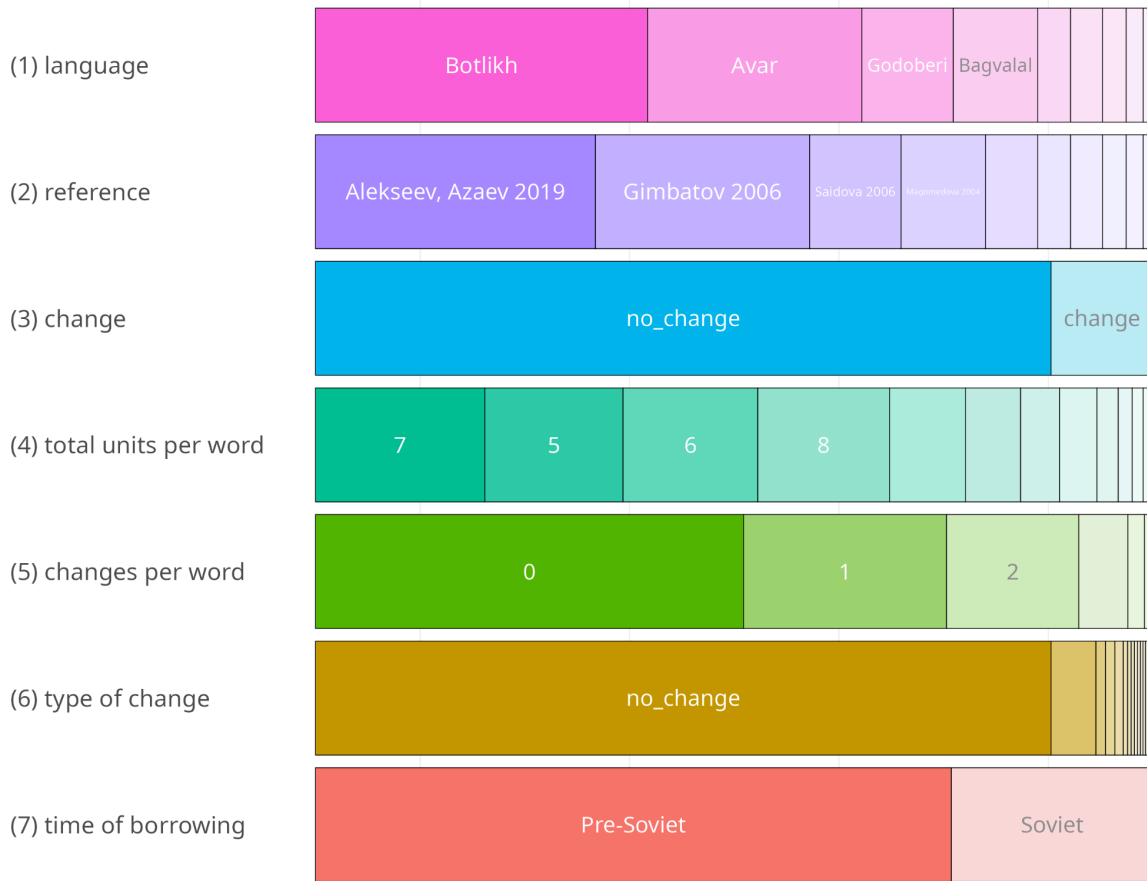 (1) language
Botlikh Avar Godoberi Bagvalal
(2) reference
Alekseev, Azaev 2019 Gimbatov 2006 Saidova 2006 Magomedova 2004
(3) change
no_change change
(4) total units per word
7 5 6 8
(5) changes per word
0 1 2
(6) type of change
no_change
(7) time of borrowing
Pre-Soviet Soviet